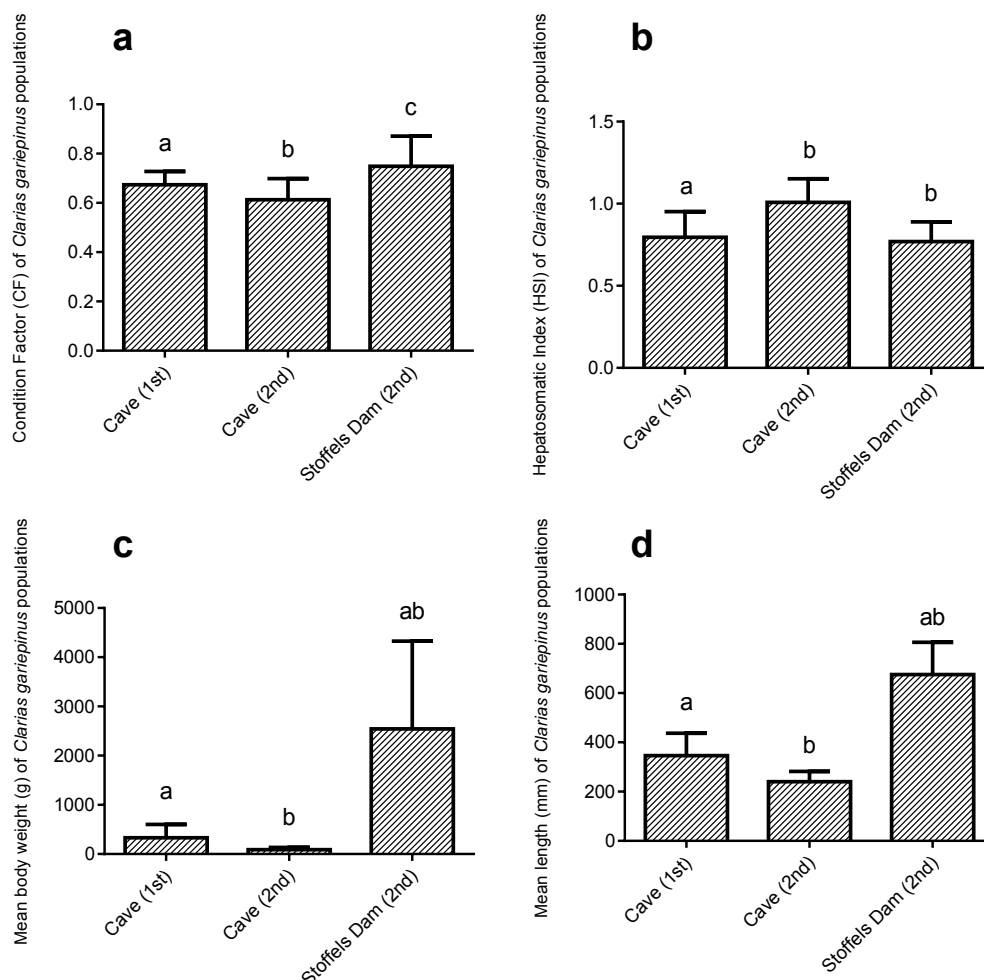 a
Condition Factor (CF) of Clarias gariepinus populations
1.0
0.8
0.6
0.4
0.2
0.0
a
b
c
Cave (1st)
Cave (2nd)
Stoffels Dam (2nd)
b
Hepatosomatic Index (HSI) of Clarias gariepinus populations
1.5
1.0
0.5
0.0
a
b
b
Cave (1st)
Cave (2nd)
Stoffels Dam (2nd)
c
Mean body weight (g) of Clarias gariepinus populations
5000
4000
3000
2000
1000
0
a
b
ab
Cave (1st)
Cave (2nd)
Stoffels Dam (2nd)
d
Mean length (mm) of Clarias gariepinus populations
1000
800
600
400
200
0
a
b
ab
Cave (1st)
Cave (2nd)
Stoffels Dam (2nd)